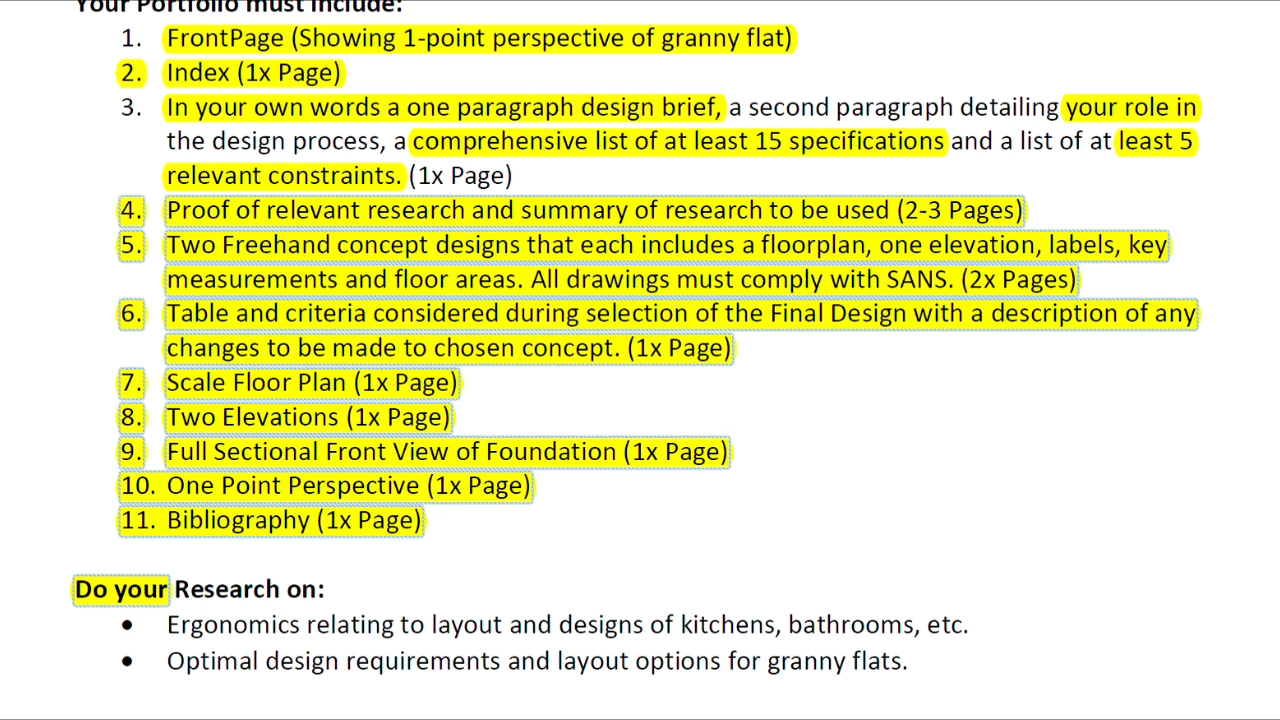 Your Portfolio must include:
1. FrontPage (Showing 1-point perspective of granny flat)
2. Index (1x Page)
3. In your own words a one paragraph design brief, a second paragraph detailing your role in
the design process, a comprehensive list of at least 15 specifications and a list of at least 5
relevant constraints. (1x Page)
4. Proof of relevant research and summary of research to be used (2-3 Pages)
5. Two Freehand concept designs that each includes a floorplan, one elevation, labels, key
measurements and floor areas. All drawings must comply with SANS. (2x Pages)
6. Table and criteria considered during selection of the Final Design with a description of any
changes to be made to chosen concept. (1x Page)
7. Scale Floor Plan (1x Page)
8. Two Elevations (1x Page)
9. Full Sectional Front View of Foundation (1x Page)
10. One Point Perspective (1x Page)
11. Bibliography (1x Page)
Do your Research on:
• Ergonomics relating to layout and designs of kitchens, bathrooms, etc.
• Optimal design requirements and layout options for granny flats.